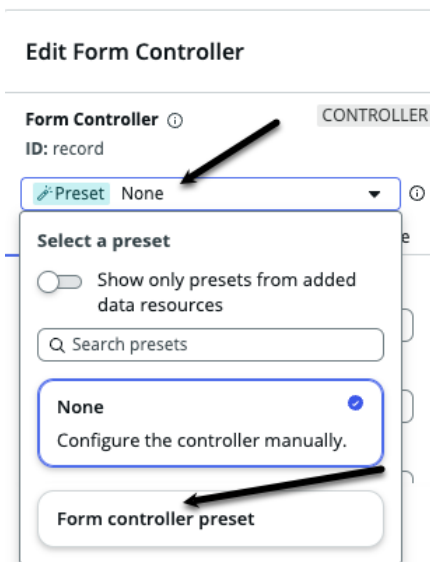 Edit Form Controller
Form Controller
CONTROLLER
ID: record
Preset None
Select a preset
e
Show only presets from added
data resources
Search presets
None
Configure the controller manually.
Form controller preset